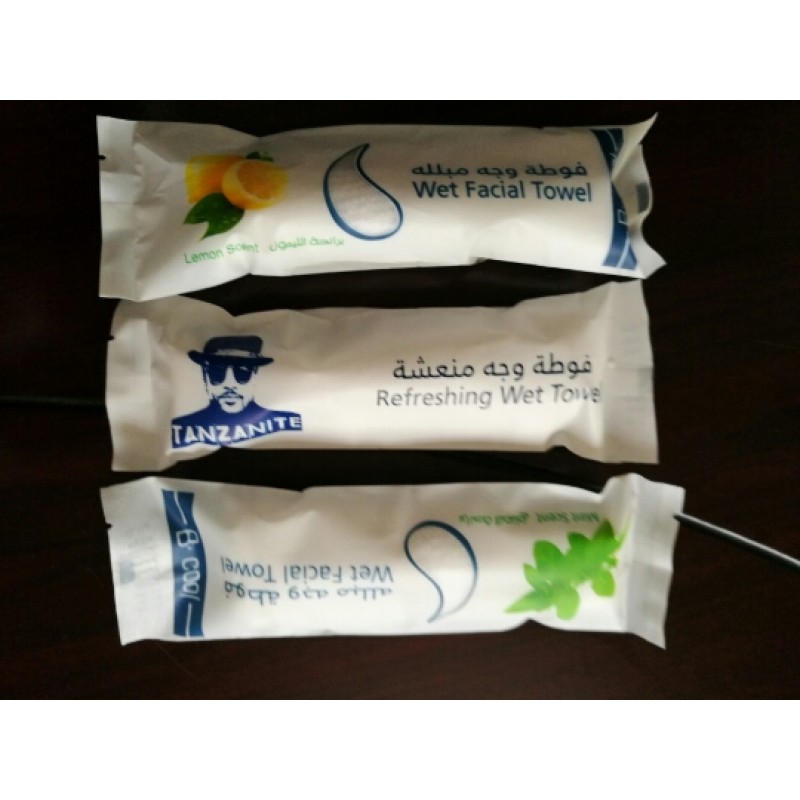 فوطة وجه مبلله
Wet Facial Towel
Lemon Scent برائحة الليمون
فوطة وجه منعشة
Refreshing Wet Towe
TANZANITE
B cool
فوطة وجه مبلله
Wet Facial Towel
Mint Scent